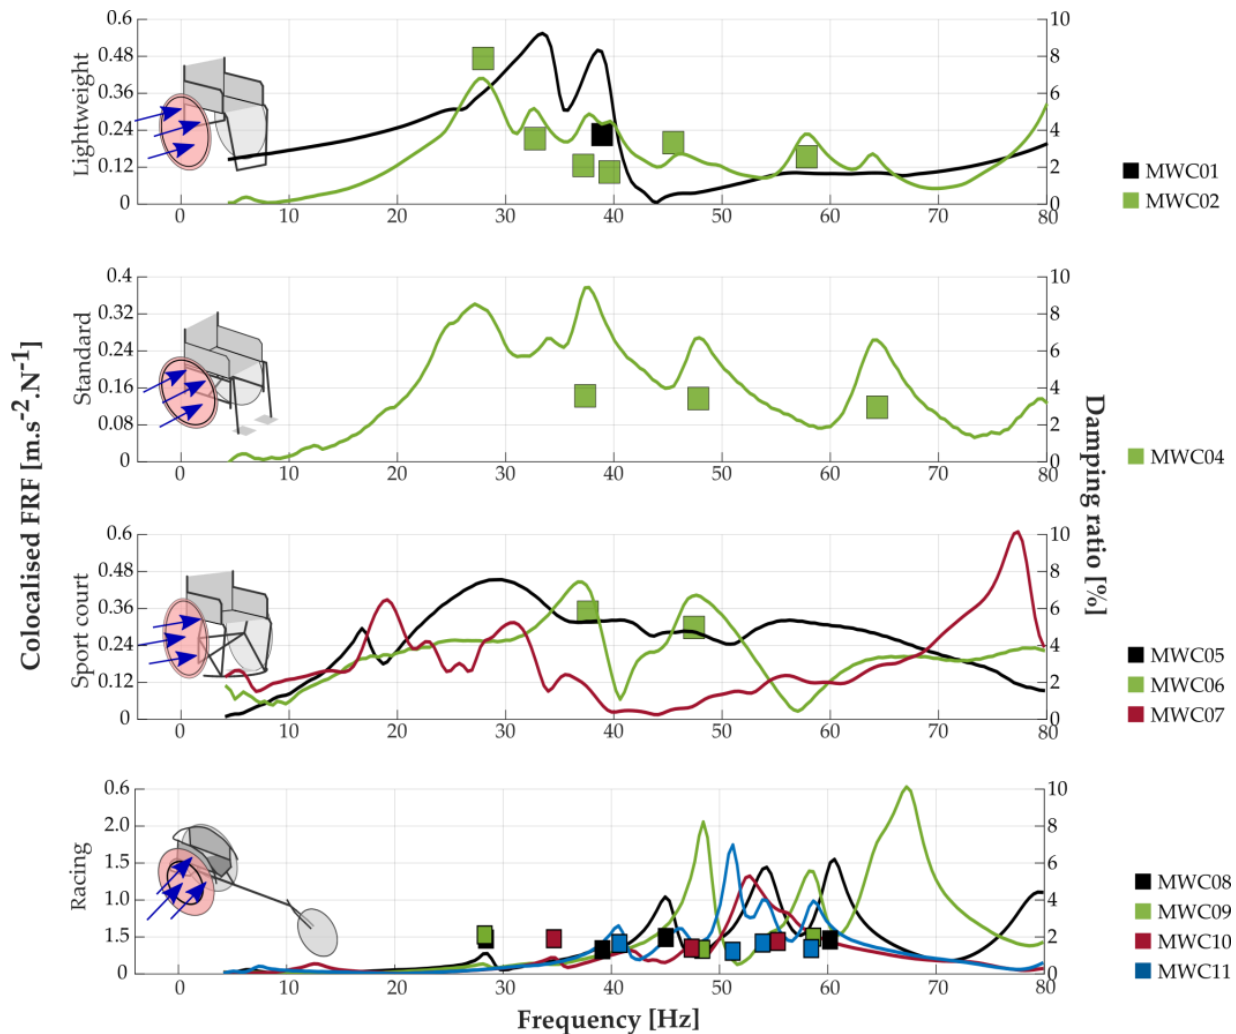 Colocalised FRF [m.s⁻².N⁻¹]
Damping ratio [%]
Lightweight
0.6 0.48 0.36 0.24 0.12 0
10 8 6 4 2 0
0 10 20 30 40 50 60 70 80
MWC01
MWC02
Standard
0.4 0.32 0.24 0.16 0.08 0
10 8 6 4 2 0
0 10 20 30 40 50 60 70 80
MWC04
Sport court
0.6 0.48 0.36 0.24 0.12 0
10 8 6 4 2 0
0 10 20 30 40 50 60 70 80
MWC05
MWC06
MWC07
Racing
0.6 2.0 1.5 1.0 1.5 0
10 8 6 4 2 0
0 10 20 30 40 50 60 70 80
MWC08
MWC09
MWC10
MWC11
Frequency [Hz]